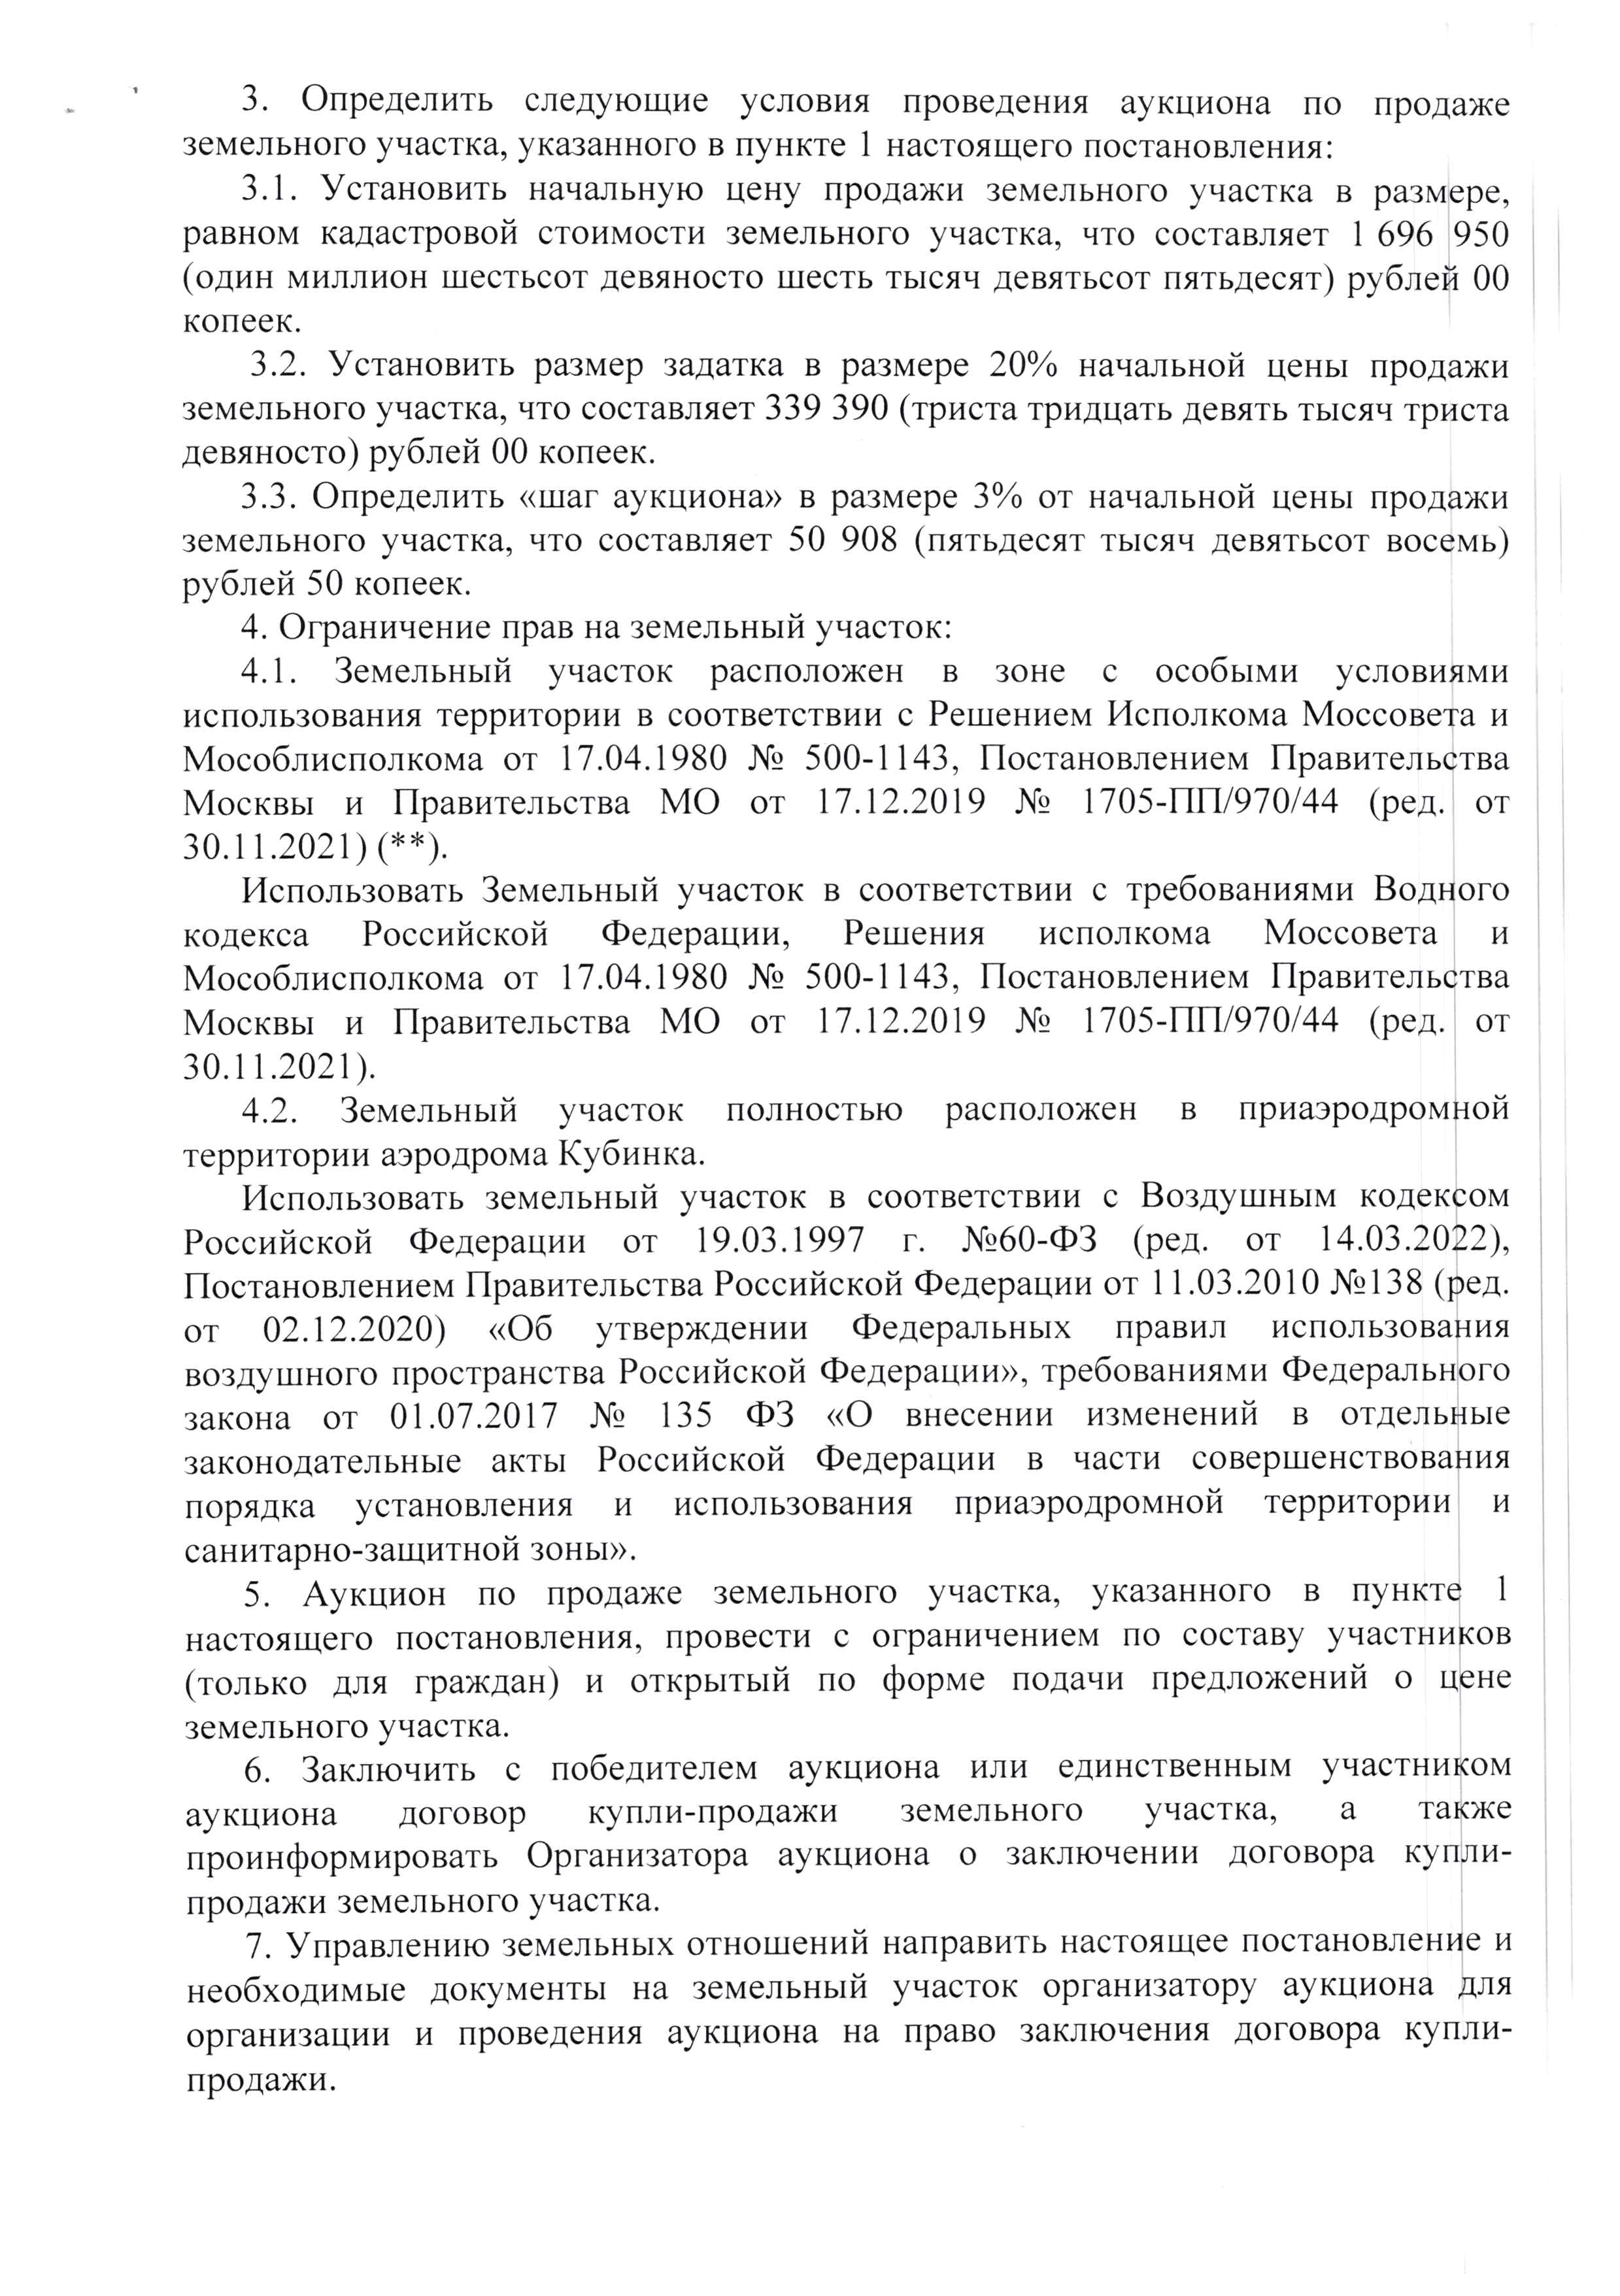 3. Определить следующие условия проведения аукциона по продаже
земельного участка, указанного в пункте 1 настоящего постановления:
3.1. Установить начальную цену продажи земельного участка в размере,
равном кадастровой стоимости земельного участка, что составляет 1 696 950
(один миллион шестьсот девяносто шесть тысяч девятьсот пятьдесят) рублей 00
копеек.
3.2. Установить размер задатка в размере 20% начальной цены продажи
земельного участка, что составляет 339 390 (триста тридцать девять тысяч триста
девяносто) рублей 00 копеек.
3.3. Определить «шаг аукциона» в размере 3% от начальной цены продажи
земельного участка, что составляет 50 908 (пятьдесят тысяч девятьсот восемь)
рублей 50 копеек.
4. Ограничение прав на земельный участок:
4.1. Земельный участок расположен в зоне с особыми условиями
использования территории в соответствии с Решением Исполкома Моссовета и
Мособлисполкома от 17.04.1980 № 500-1143, Постановлением Правительства
Москвы и Правительства МО от 17.12.2019 № 1705-ПП/970/44 (ред. от
30.11.2021) (**).
Использовать Земельный участок в соответствии с требованиями Водного
кодекса Российской Федерации, Решения исполкома Моссовета и
Мособлисполкома от 17.04.1980 № 500-1143, Постановлением Правительства
Москвы и Правительства МО от 17.12.2019 № 1705-ПП/970/44 (ред. от
30.11.2021).
4.2. Земельный участок полностью расположен в приаэродромной
территории аэродрома Кубинка.
Использовать земельный участок в соответствии с Воздушным кодексом
Российской Федерации от 19.03.1997 г. №60-ФЗ (ред. от 14.03.2022),
Постановлением Правительства Российской Федерации от 11.03.2010 №138 (ред.
от 02.12.2020) «Об утверждении Федеральных правил использования
воздушного пространства Российской Федерации», требованиями Федерального
закона от 01.07.2017 № 135 ФЗ «О внесении изменений в отдельные
законодательные акты Российской Федерации в части совершенствования
порядка установления и использования приаэродромной территории и
санитарно-защитной зоны».
5. Аукцион по продаже земельного участка, указанного в пункте 1
настоящего постановления, провести с ограничением по составу участников
(только для граждан) и открытый по форме подачи предложений о цене
земельного участка.
6. Заключить с победителем аукциона или единственным участником
аукциона договор купли-продажи земельного участка, а также
проинформировать Организатора аукциона о заключении договора купли-
продажи земельного участка.
7. Управлению земельных отношений направить настоящее постановление и
необходимые документы на земельный участок организатору аукциона для
организации и проведения аукциона на право заключения договора купли-
продажи.